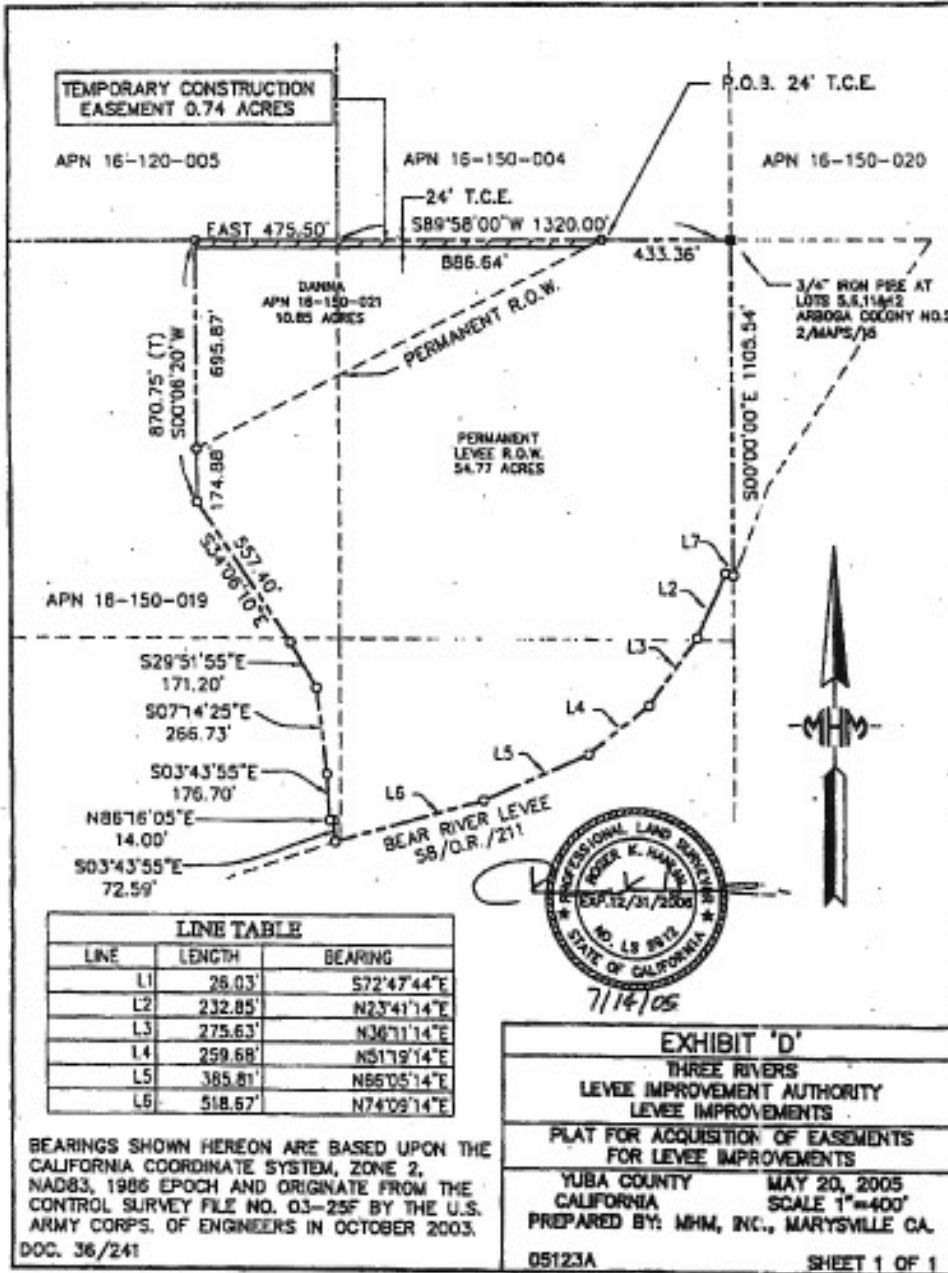 TEMPORARY CONSTRUCTION
EASEMENT 0.74 ACRES
P.O.B. 24' T.C.E.
APN 16-120-005
APN 16-150-004
APN 16-150-020
24' T.C.E.
EAST 475.50'
S89°58'00"W 1320.00'
886.64'
433.36'
DANNA
APN 16-150-021
10.85 ACRES
3/4" IRON PIPE AT
LOTS 5,6,11&12
ARBOGA COLONY NO.2
2/MAPS/16
PERMANENT R.O.W.
870.75' (T)
S00°06'20"W
695.87'
174.88'
S00°00'00"E 1105.54'
PERMANENT
LEVEE R.O.W.
54.77 ACRES
557.40'
S34°06'10"E
L7
L2
APN 16-150-019
L3
S29°51'55"E
171.20'
L4
S07°14'25"E
266.73'
L5
S03°43'55"E
176.70'
L6
N86°16'05"E
14.00'
BEAR RIVER LEVEE
58/O.R./211
S03°43'55"E
72.59'
MHM
PROFESSIONAL LAND SURVEYOR
ROGER K.
EXP.12/31/2006
NO. LS
STATE OF CALIFORNIA
7/14/05
LINE TABLE
LINE LENGTH BEARING
L1 26.03' S72°47'44"E
L2 232.85' N23°41'14"E
L3 275.63' N36°11'14"E
L4 259.68' N51°19'14"E
L5 385.81' N66°05'14"E
L6 518.67' N74°09'14"E
BEARINGS SHOWN HEREON ARE BASED UPON THE
CALIFORNIA COORDINATE SYSTEM, ZONE 2,
NAD83, 1986 EPOCH AND ORIGINATE FROM THE
CONTROL SURVEY FILE NO. 03-25F BY THE U.S.
ARMY CORPS. OF ENGINEERS IN OCTOBER 2003.
DOC. 36/241
EXHIBIT 'D'
THREE RIVERS
LEVEE IMPROVEMENT AUTHORITY
LEVEE IMPROVEMENTS
PLAT FOR ACQUISITION OF EASEMENTS
FOR LEVEE IMPROVEMENTS
YUBA COUNTY MAY 20, 2005
CALIFORNIA SCALE 1"=400'
PREPARED BY: MHM, INC., MARYSVILLE CA.
05123A SHEET 1 OF 1